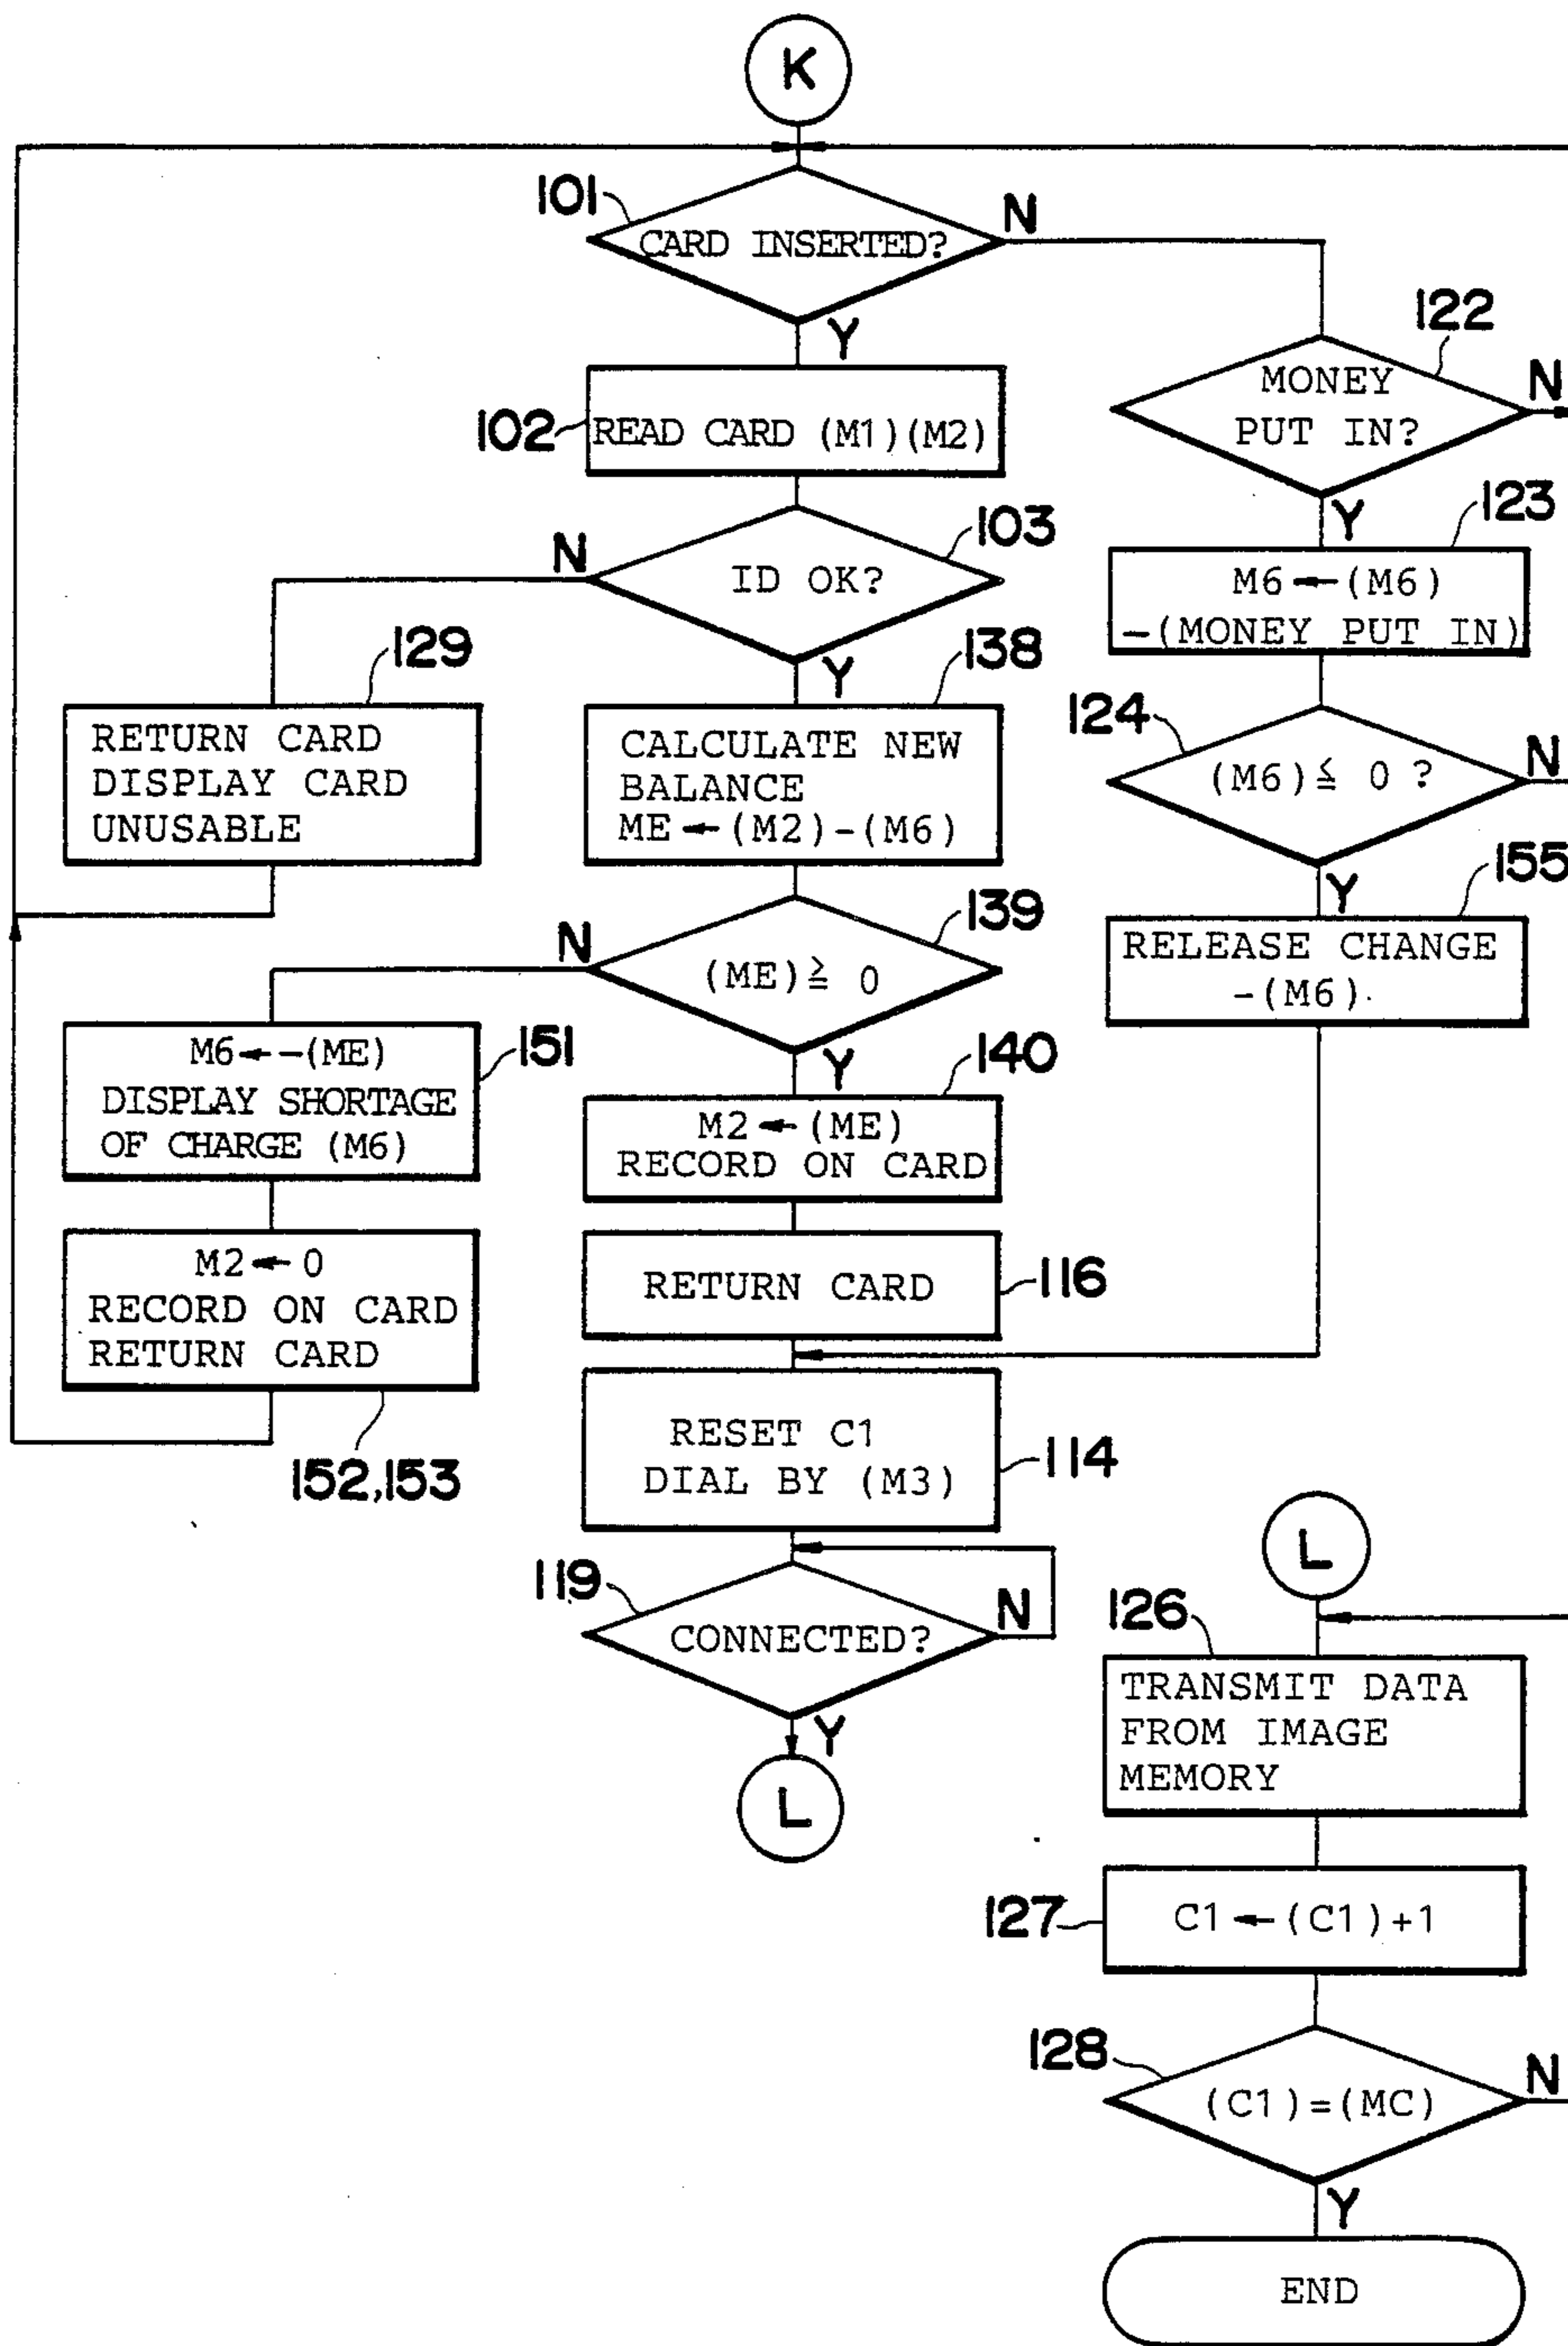 K
101
CARD INSERTED?
N
Y
102
READ CARD (M1)(M2)
103
ID OK?
N
Y
129
RETURN CARD
DISPLAY CARD
UNUSABLE
138
CALCULATE NEW
BALANCE
ME←(M2)-(M6)
139
(ME)≧ 0
N
Y
151
M6←-(ME)
DISPLAY SHORTAGE
OF CHARGE (M6)
M2←0
RECORD ON CARD
RETURN CARD
152,153
140
M2←(ME)
RECORD ON CARD
RETURN CARD
116
RESET C1
DIAL BY (M3)
114
119
CONNECTED?
N
Y
L
122
MONEY
PUT IN?
N
Y
123
M6←(M6)
-(MONEY PUT IN)
124
(M6)≦ 0 ?
N
Y
155
RELEASE CHANGE
-(M6).
L
126
TRANSMIT DATA
FROM IMAGE
MEMORY
127
C1←(C1)+1
128
(C1)=(MC)
N
Y
END